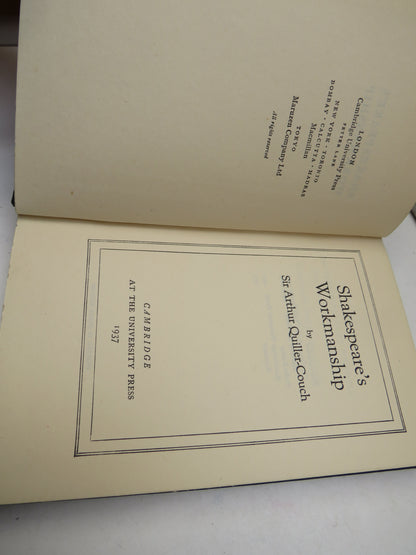 LONDON
Cambridge University Press
FETTER LANE
NEW YORK · TORONTO
BOMBAY · CALCUTTA · MADRAS
Macmillan
TOKYO
Maruzen Company Ltd
All rights reserved
Shakespeare's
Workmanship
by
Sir Arthur Quiller-Couch
CAMBRIDGE
AT THE UNIVERSITY PRESS
1937